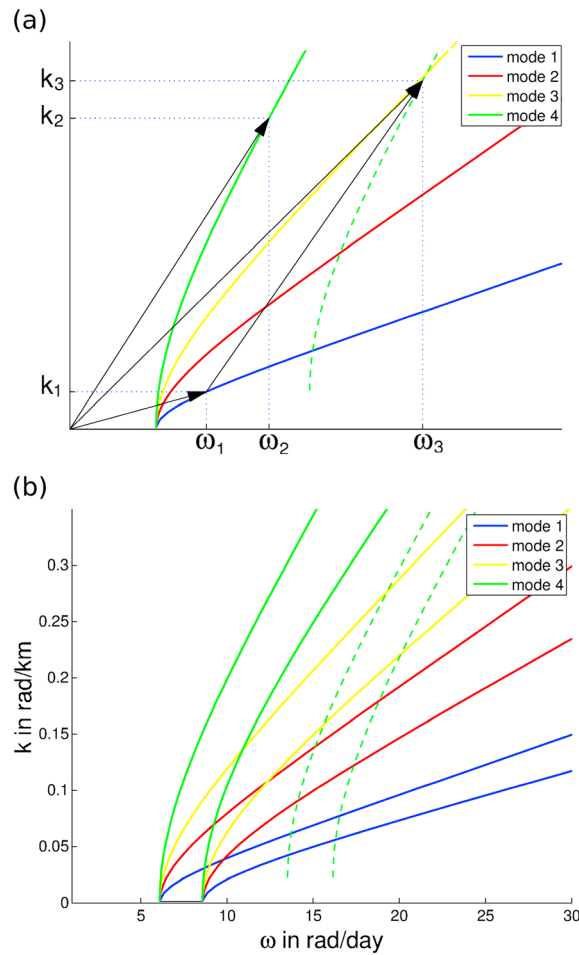 (a)
k3
k2
k1
mode 1
mode 2
mode 3
mode 4
ω1 ω2 ω3
(b)
k in rad/km
0.3
0.25
0.2
0.15
0.1
0.05
0
mode 1
mode 2
mode 3
mode 4
5 10 15 20 25 30
ω in rad/day